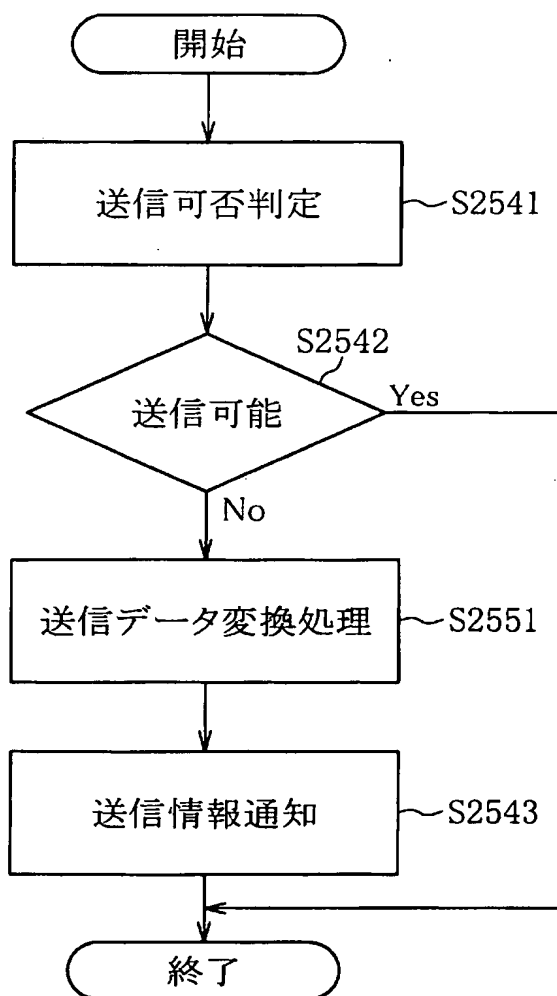 開始
送信可否判定
S2541
S2542
送信可能
Yes
No
送信データ変換処理
S2551
送信情報通知
S2543
終了